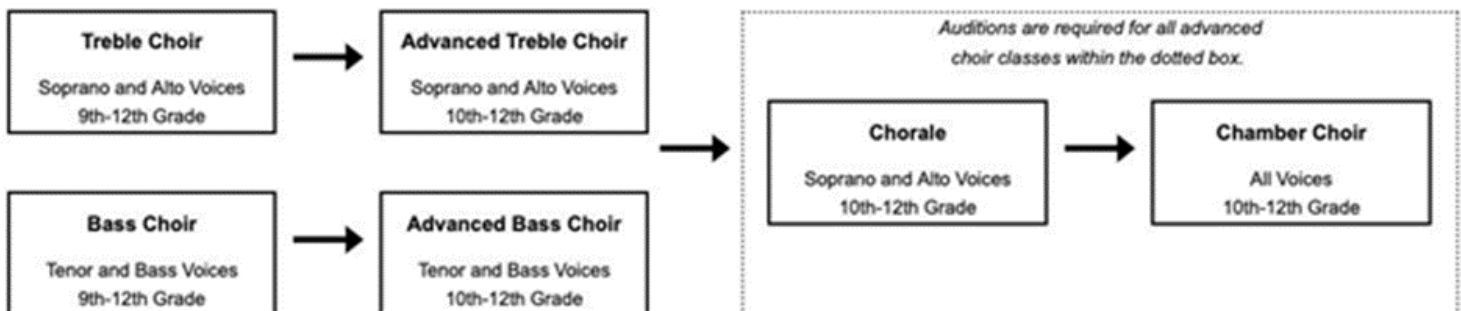 Treble Choir
Soprano and Alto Voices
9th-12th Grade
Advanced Treble Choir
Soprano and Alto Voices
10th-12th Grade
Bass Choir
Tenor and Bass Voices
9th-12th Grade
Advanced Bass Choir
Tenor and Bass Voices
10th-12th Grade
Auditions are required for all advanced
choir classes within the dotted box.
Chorale
Soprano and Alto Voices
10th-12th Grade
Chamber Choir
All Voices
10th-12th Grade